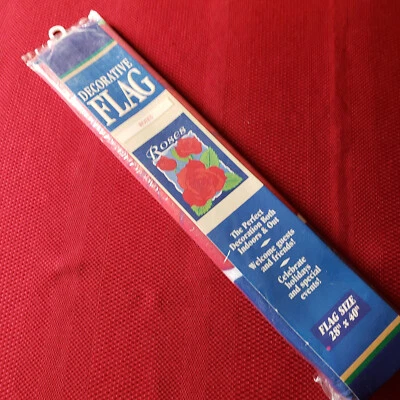 DECORATIVE
FLAG
Roses
The Perfect
Decoration Both
Indoors & Out
Welcome guests
and friends!
Celebrate
holidays
and special
events!
FLAG SIZE
28" x 40"